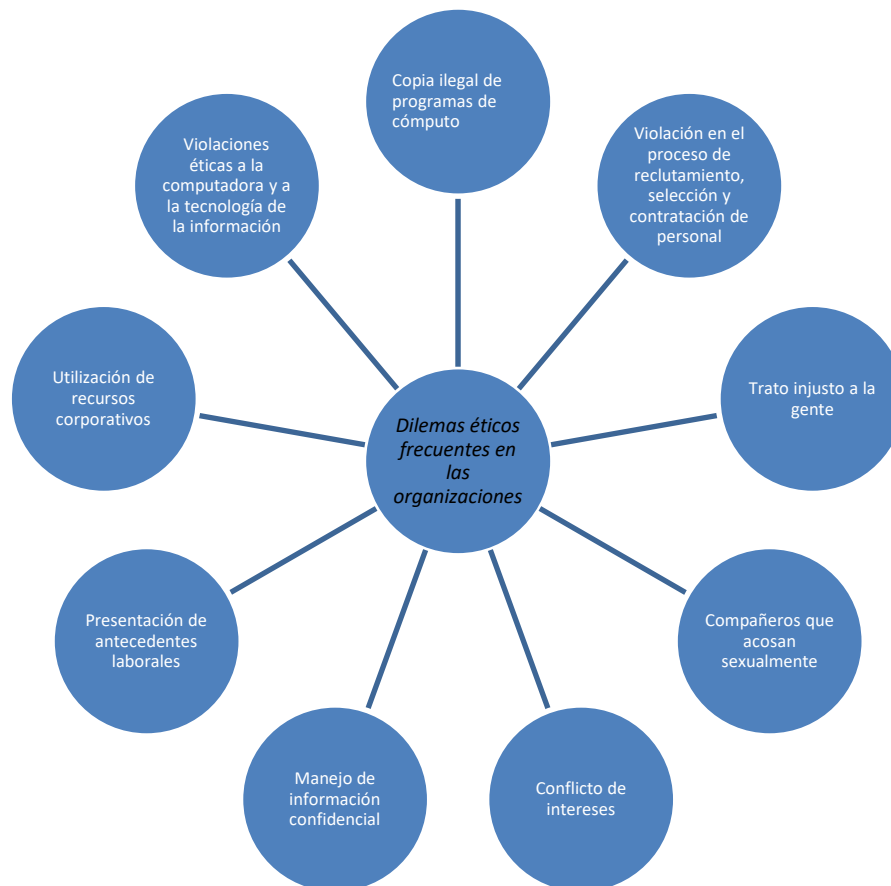 Copia ilegal de
programas de
cómputo
Violación en el
proceso de
reclutamiento,
selección y
contratación de
personal
Trato injusto a la
gente
Compañeros que
acosan
sexualmente
Conflicto de
intereses
Manejo de
información
confidencial
Presentación de
antecedentes
laborales
Utilización de
recursos
corporativos
Violaciones
éticas a la
computadora y a
la tecnología de
la información
Dilemas éticos
frecuentes en
las
organizaciones